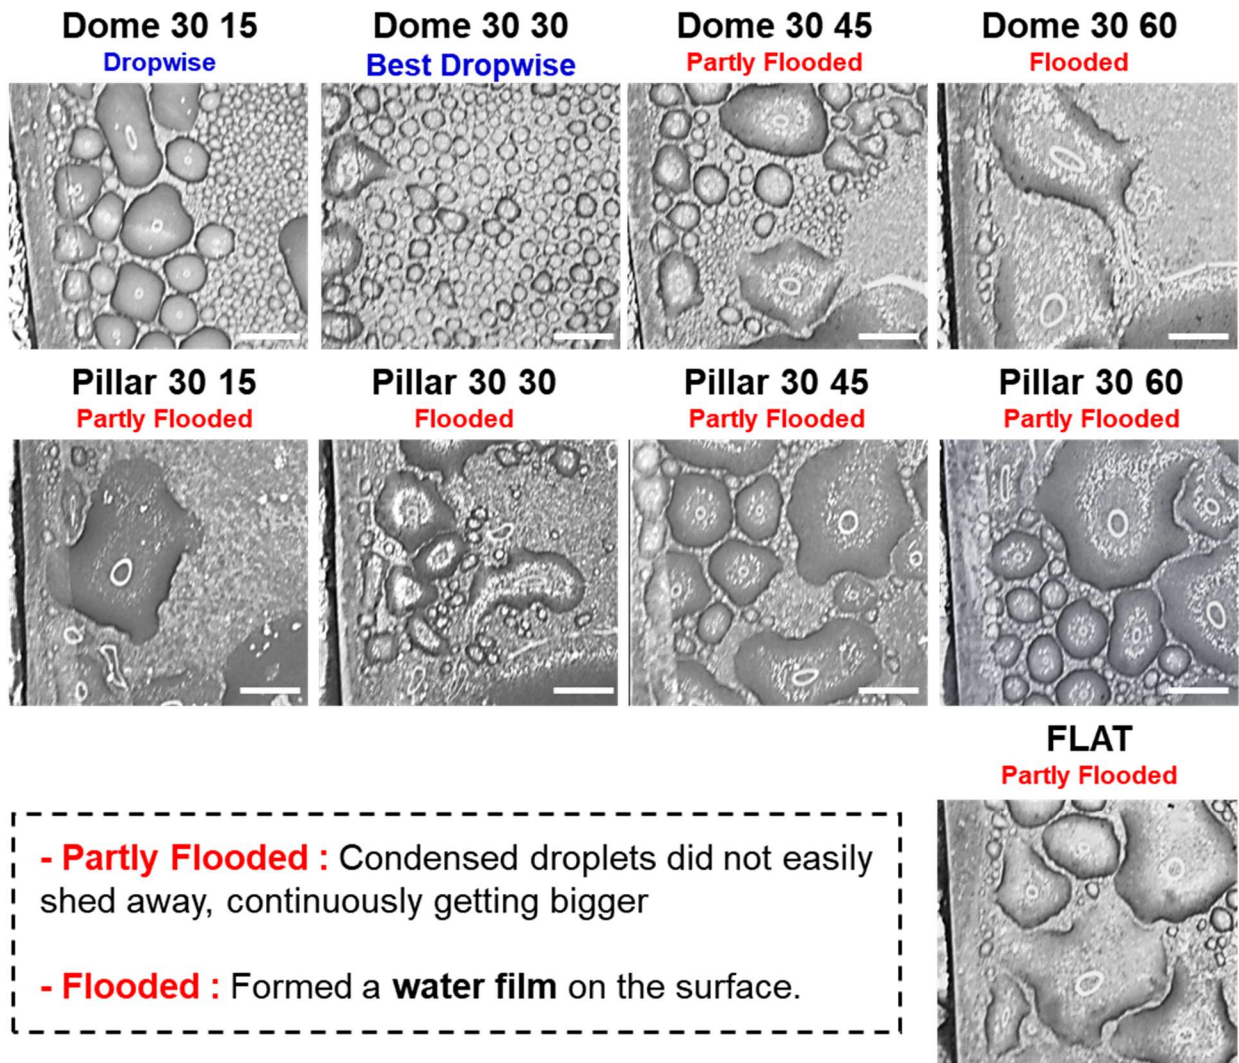 Dome 30 15
Dropwise
Dome 30 30
Best Dropwise
Dome 30 45
Partly Flooded
Dome 30 60
Flooded
Pillar 30 15
Partly Flooded
Pillar 30 30
Flooded
Pillar 30 45
Partly Flooded
Pillar 30 60
Partly Flooded
FLAT
Partly Flooded
- Partly Flooded : Condensed droplets did not easily
shed away, continuously getting bigger
- Flooded : Formed a water film on the surface.